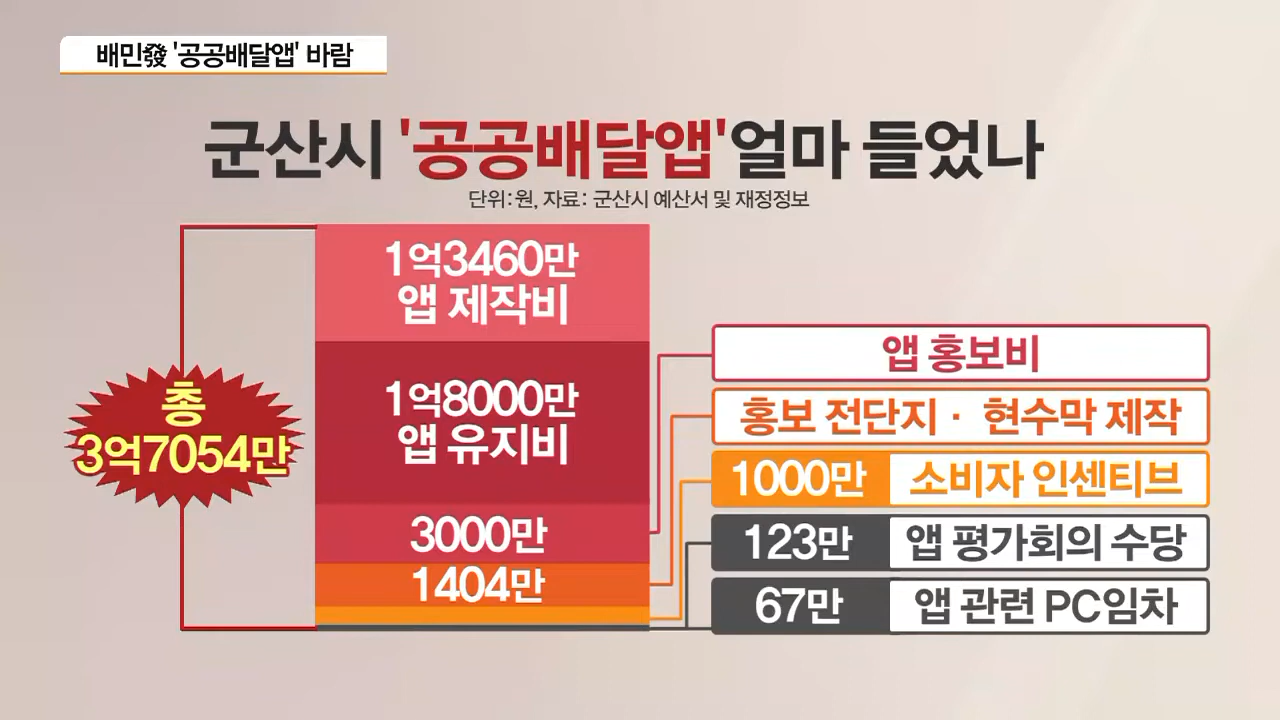 배민發 '공공배달앱' 바람
군산시 '공공배달앱'얼마 들었나
단위:원, 자료: 군산시 예산서 및 재정정보
총
3억7054만
1억3460만
앱 제작비
1억8000만
앱 유지비
3000만
1404만
앱 홍보비
홍보 전단지 · 현수막 제작
1000만 소비자 인센티브
123만 앱 평가회의 수당
67만 앱 관련 PC임차